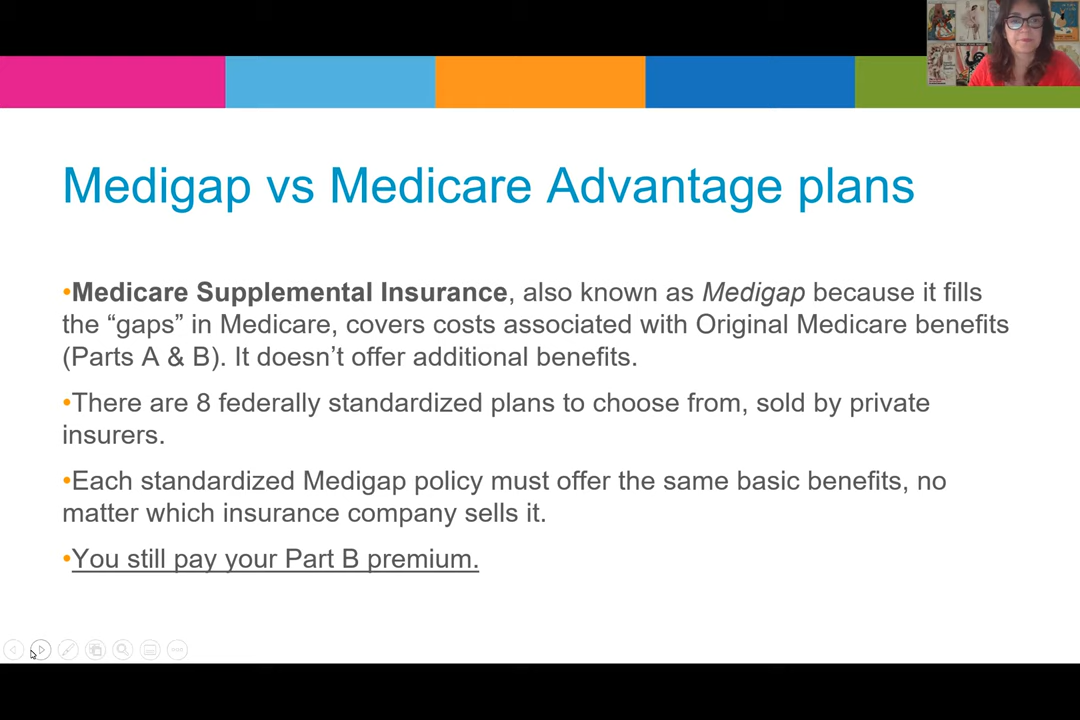 Medigap vs Medicare Advantage plans
•Medicare Supplemental Insurance, also known as Medigap because it fills
the “gaps” in Medicare, covers costs associated with Original Medicare benefits
(Parts A & B). It doesn’t offer additional benefits.
•There are 8 federally standardized plans to choose from, sold by private
insurers.
•Each standardized Medigap policy must offer the same basic benefits, no
matter which insurance company sells it.
•You still pay your Part B premium.